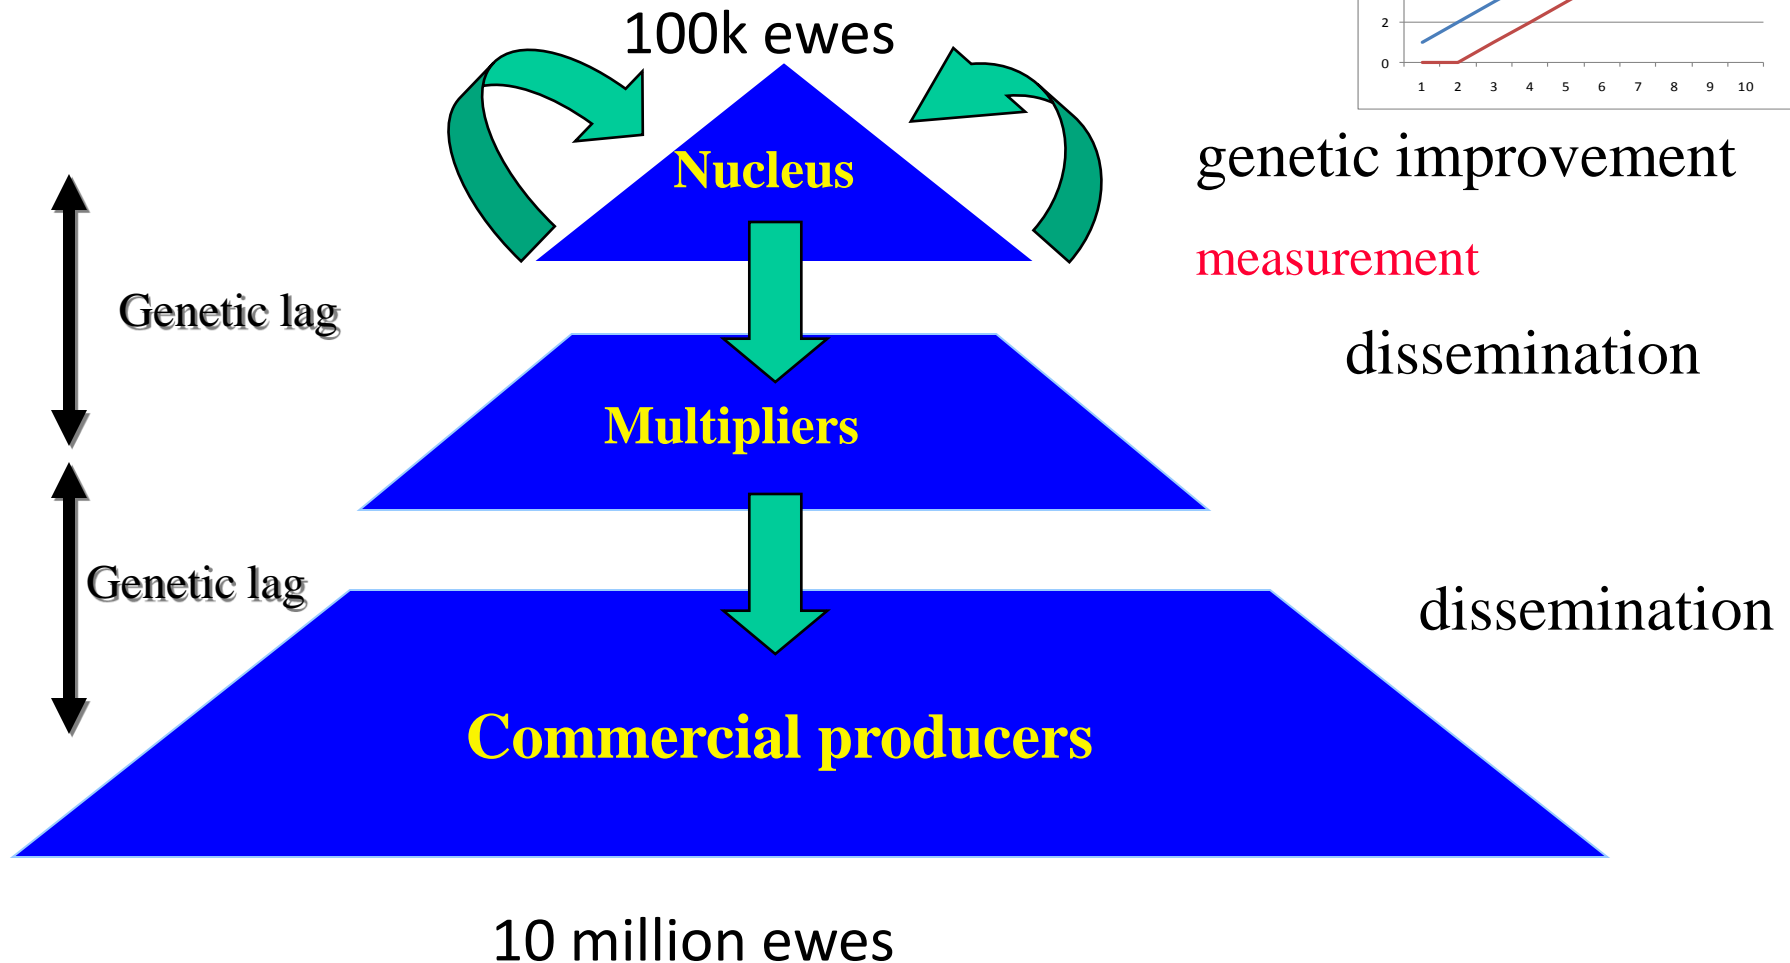 100k ewes
2
0
1 2 3 4 5 6 7 8 9 10
genetic improvement
Nucleus
measurement
Genetic lag
dissemination
Multipliers
Genetic lag
dissemination
Commercial producers
10 million ewes